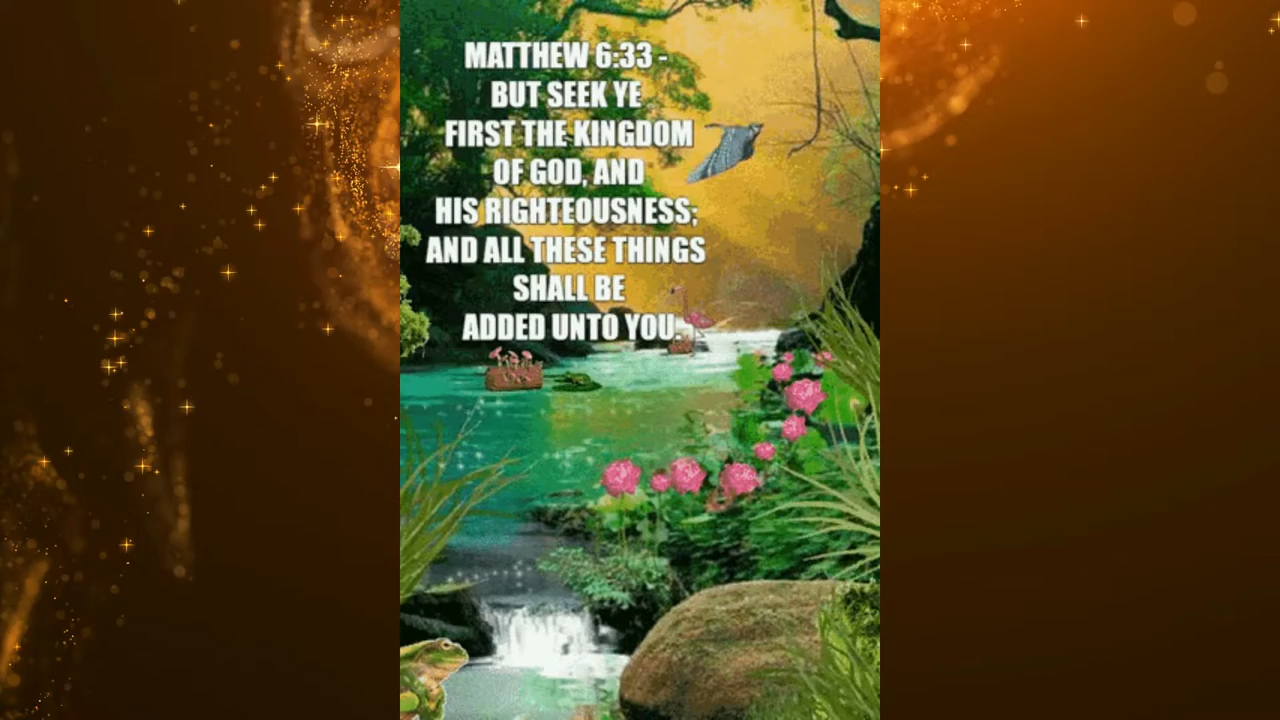 MATTHEW 6:33 -
BUT SEEK YE
FIRST THE KINGDOM
OF GOD, AND
HIS RIGHTEOUSNESS;
AND ALL THESE THINGS
SHALL BE
ADDED UNTO YOU.